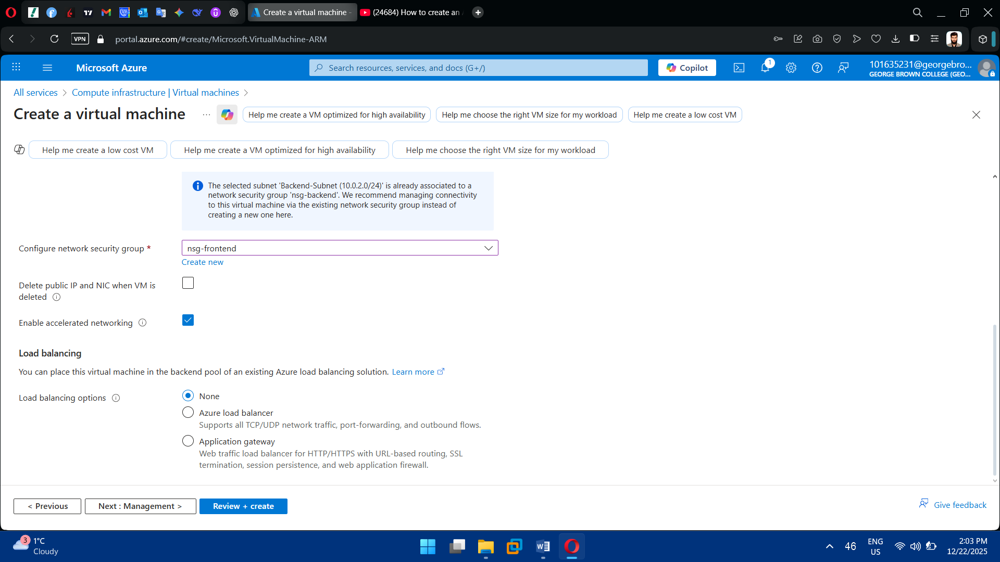 Create a virtual machine -
(24684) How to create an
VPN
portal.azure.com/#create/Microsoft.VirtualMachine-ARM
Microsoft Azure
Search resources, services, and docs (G+/)
Copilot
1
101635231@georgebro...
GEORGE BROWN COLLEGE (GEO...
All services > Compute infrastructure | Virtual machines >
Create a virtual machine
...
Help me create a VM optimized for high availability
Help me choose the right VM size for my workload
Help me create a low cost VM
Help me create a low cost VM
Help me create a VM optimized for high availability
Help me choose the right VM size for my workload
The selected subnet 'Backend-Subnet (10.0.2.0/24)' is already associated to a
network security group 'nsg-backend'. We recommend managing connectivity
to this virtual machine via the existing network security group instead of
creating a new one here.
Configure network security group *
nsg-frontend
Create new
Delete public IP and NIC when VM is
deleted
Enable accelerated networking
Load balancing
You can place this virtual machine in the backend pool of an existing Azure load balancing solution. Learn more
Load balancing options
None
Azure load balancer
Supports all TCP/UDP network traffic, port-forwarding, and outbound flows.
Application gateway
Web traffic load balancer for HTTP/HTTPS with URL-based routing, SSL
termination, session persistence, and web application firewall.
< Previous
Next : Management >
Review + create
Give feedback
3
1°C
Cloudy
46
ENG
US
2:03 PM
12/22/2025